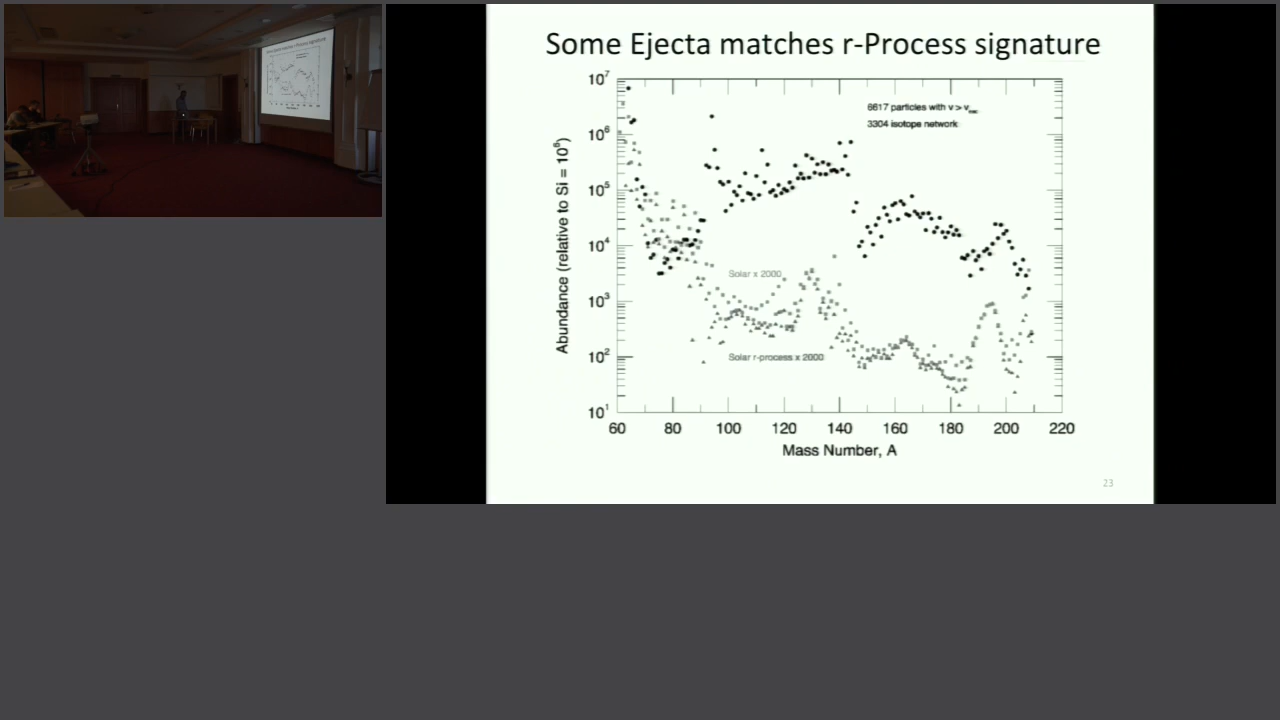 Some Ejecta matches r-Process signature
10⁷
10⁶
10⁵
10⁴
10³
10²
10¹
Abundance (relative to Si = 10⁶)
6617 particles with v > vesc
3304 isotope network
Solar x 2000
Solar r-process x 2000
60 80 100 120 140 160 180 200 220
Mass Number, A
23